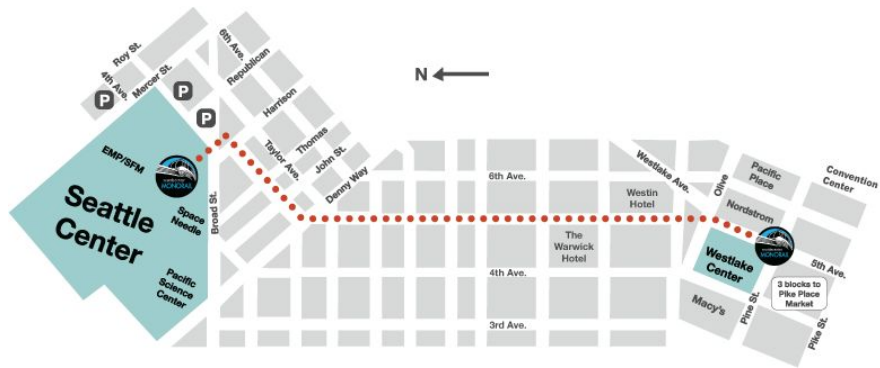 Roy St.
4th Ave.
Mercer St.
6th Ave.
Republican
Harrison
P
P
P
N
EMP/SFM
MONORAIL
Seattle
Center
Space
Needle
Pacific
Science
Center
Broad St.
Taylor Ave.
Thomas
John St.
Denny Way
6th Ave.
Westlake Ave.
Olive
Pacific
Place
Convention
Center
Westin
Hotel
Nordstrom
The
Warwick
Hotel
Westlake
Center
MONORAIL
5th Ave.
4th Ave.
3 blocks to
Pike Place
Market
Macy's
Pine St.
Pike St.
3rd Ave.